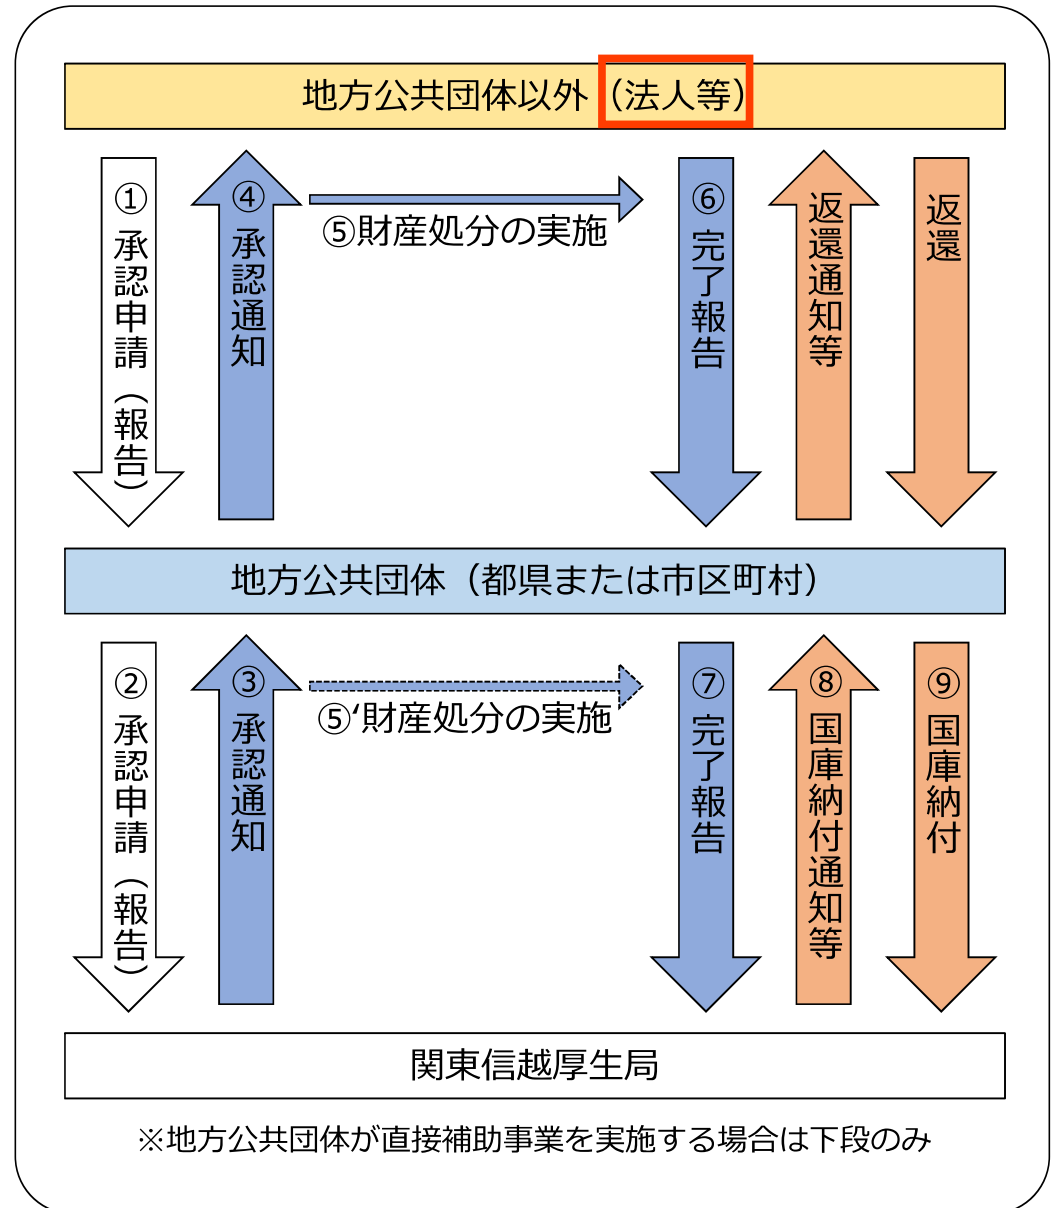 地方公共団体以外（法人等）
①承認申請（報告）
④承認通知
⑤財産処分の実施
⑥完了報告
返還通知等
返還
地方公共団体（都県または市区町村）
②承認申請（報告）
③承認通知
⑤‘財産処分の実施
⑦完了報告
⑧国庫納付通知等
⑨国庫納付
関東信越厚生局
※地方公共団体が直接補助事業を実施する場合は下段のみ